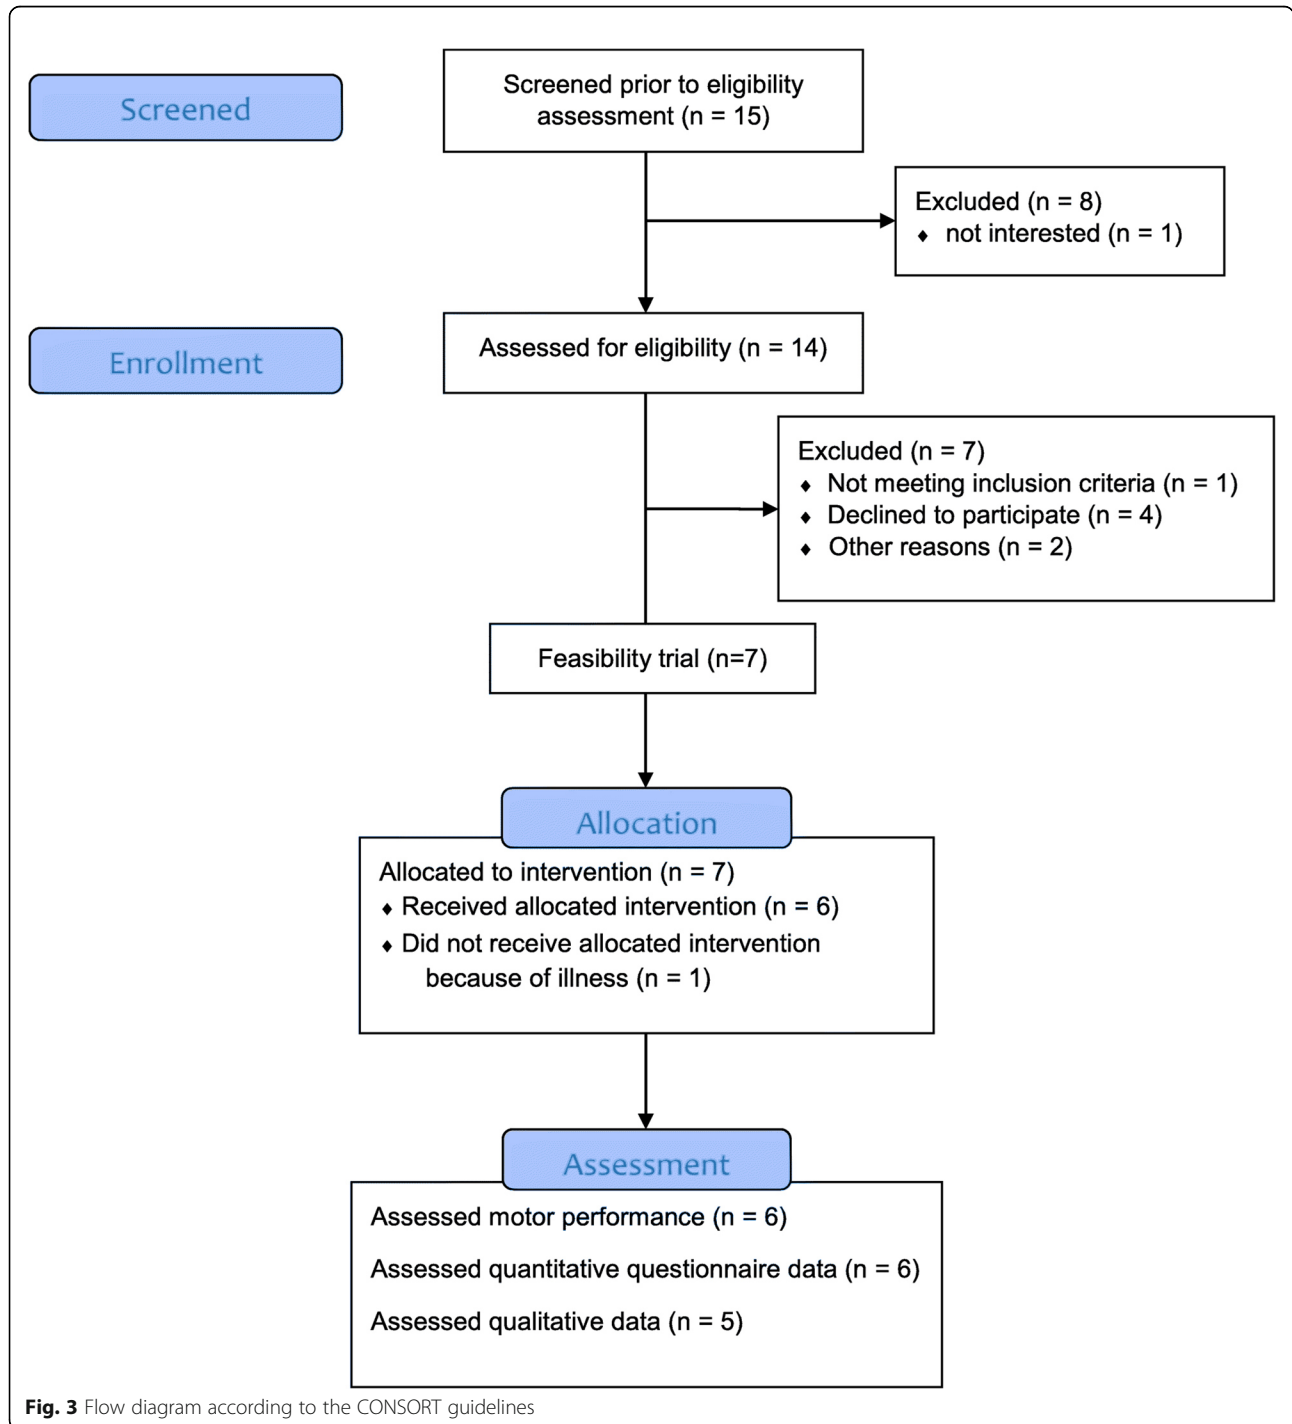 Screened
Screened prior to eligibility
assessment (n = 15)
Excluded (n = 8)
♦ not interested (n = 1)
Enrollment
Assessed for eligibility (n = 14)
Excluded (n = 7)
♦ Not meeting inclusion criteria (n = 1)
♦ Declined to participate (n = 4)
♦ Other reasons (n = 2)
Feasibility trial (n=7)
Allocation
Allocated to intervention (n = 7)
♦ Received allocated intervention (n = 6)
♦ Did not receive allocated intervention
because of illness (n = 1)
Assessment
Assessed motor performance (n = 6)
Assessed quantitative questionnaire data (n = 6)
Assessed qualitative data (n = 5)
Fig. 3 Flow diagram according to the CONSORT guidelines